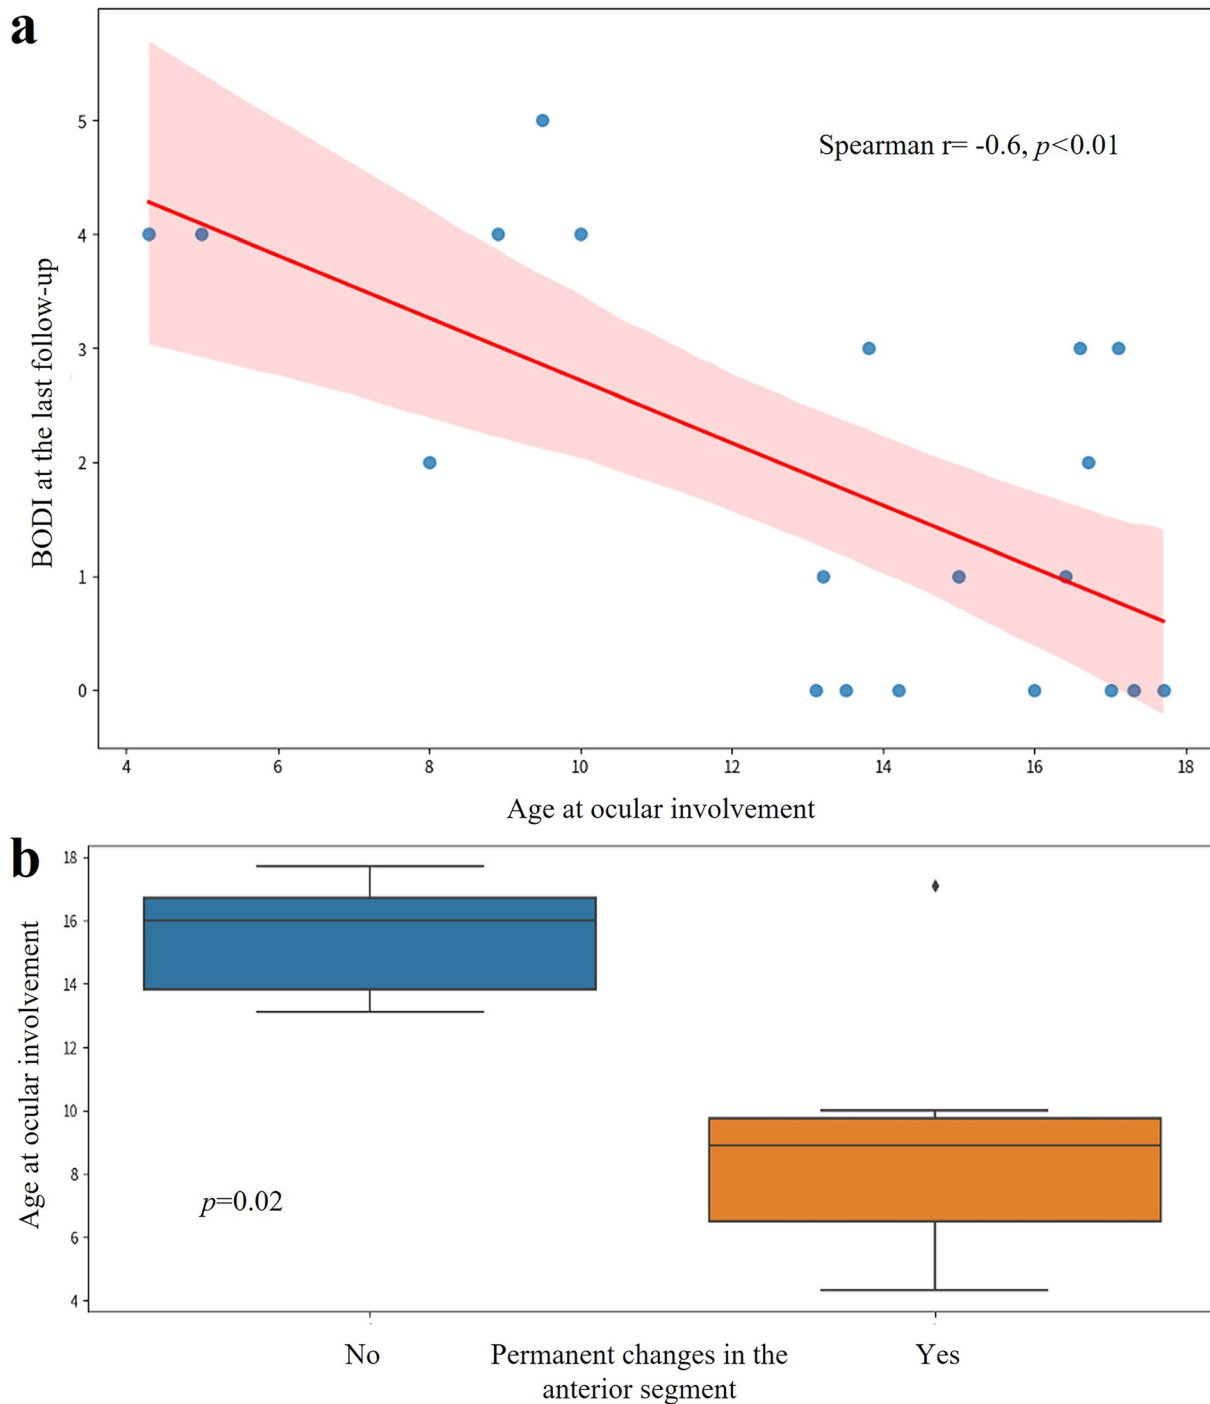 a
5
4
3
2
1
0
BODI at the last follow-up
Spearman r= -0.6, p<0.01
4 6 8 10 12 14 16 18
Age at ocular involvement
b
18
16
14
12
10
8
6
4
Age at ocular involvement
p=0.02
No
Permanent changes in the
anterior segment
Yes